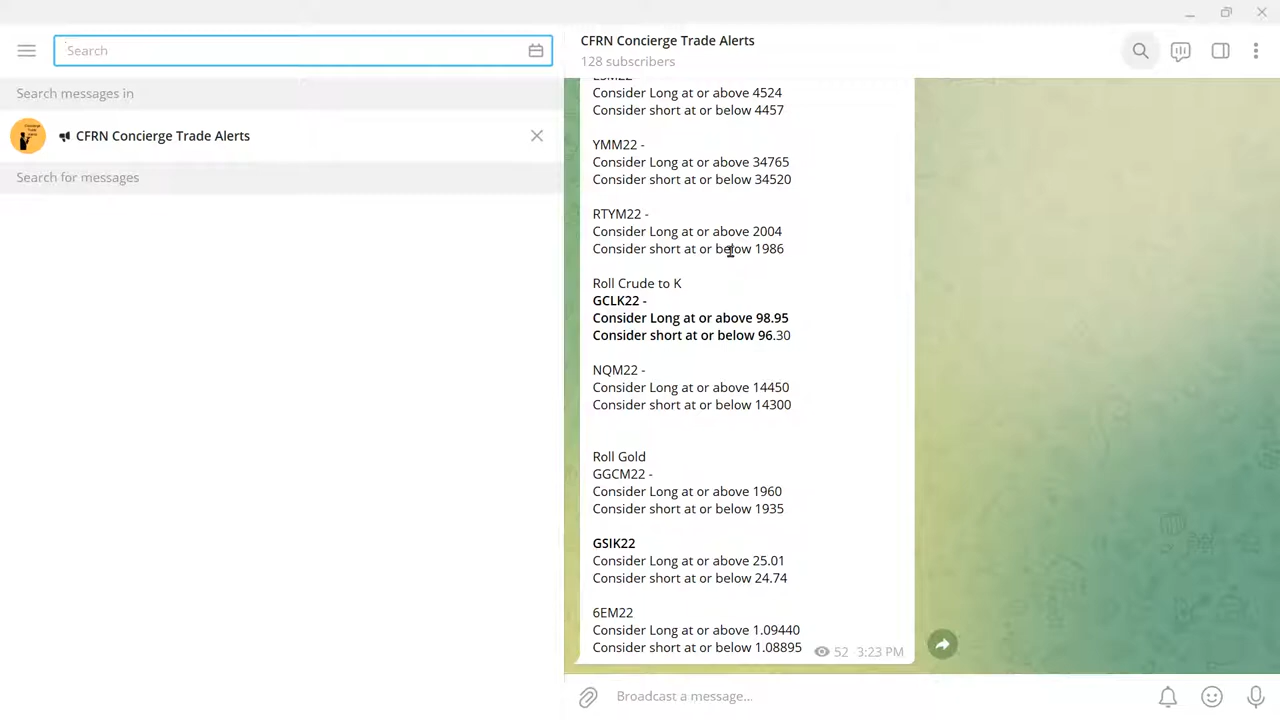 Search
Search messages in
CFRN Concierge Trade Alerts
Search for messages
CFRN Concierge Trade Alerts
128 subscribers
Consider Long at or above 4524
Consider short at or below 4457
YMM22 -
Consider Long at or above 34765
Consider short at or below 34520
RTYM22 -
Consider Long at or above 2004
Consider short at or below 1986
Roll Crude to K
GCLK22 -
Consider Long at or above 98.95
Consider short at or below 96.30
NQM22 -
Consider Long at or above 14450
Consider short at or below 14300
Roll Gold
GGCM22 -
Consider Long at or above 1960
Consider short at or below 1935
GSIK22
Consider Long at or above 25.01
Consider short at or below 24.74
6EM22
Consider Long at or above 1.09440
Consider short at or below 1.08895
52 3:23 PM
Broadcast a message...